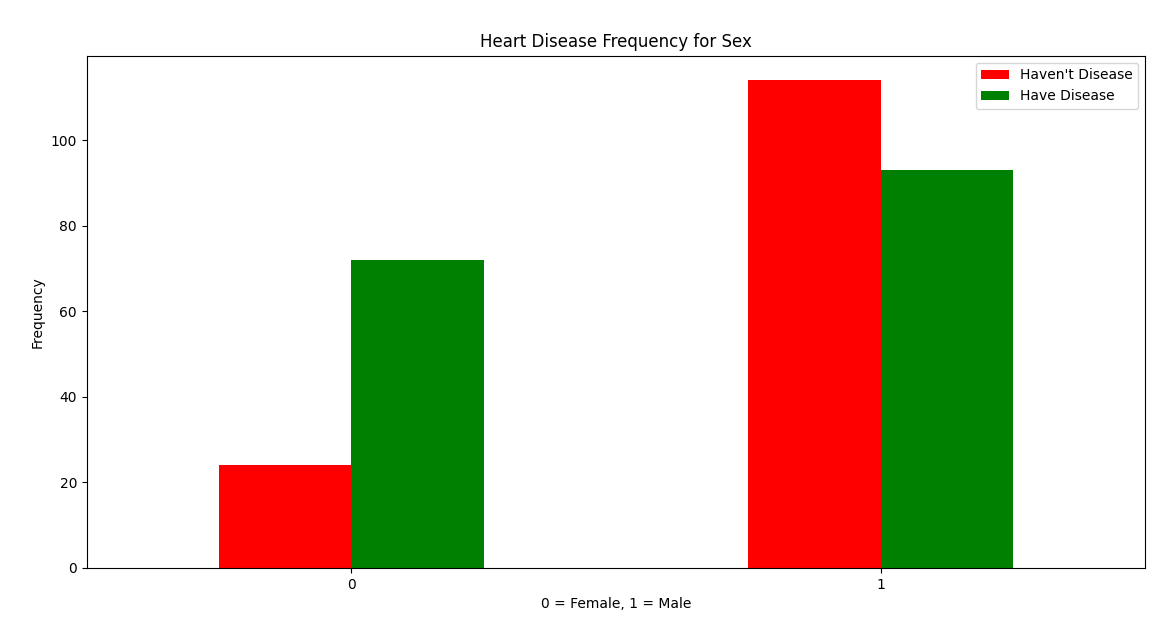 Heart Disease Frequency for Sex
Haven't Disease
Have Disease
Frequency
100
80
60
40
20
0
0 1
0 = Female, 1 = Male